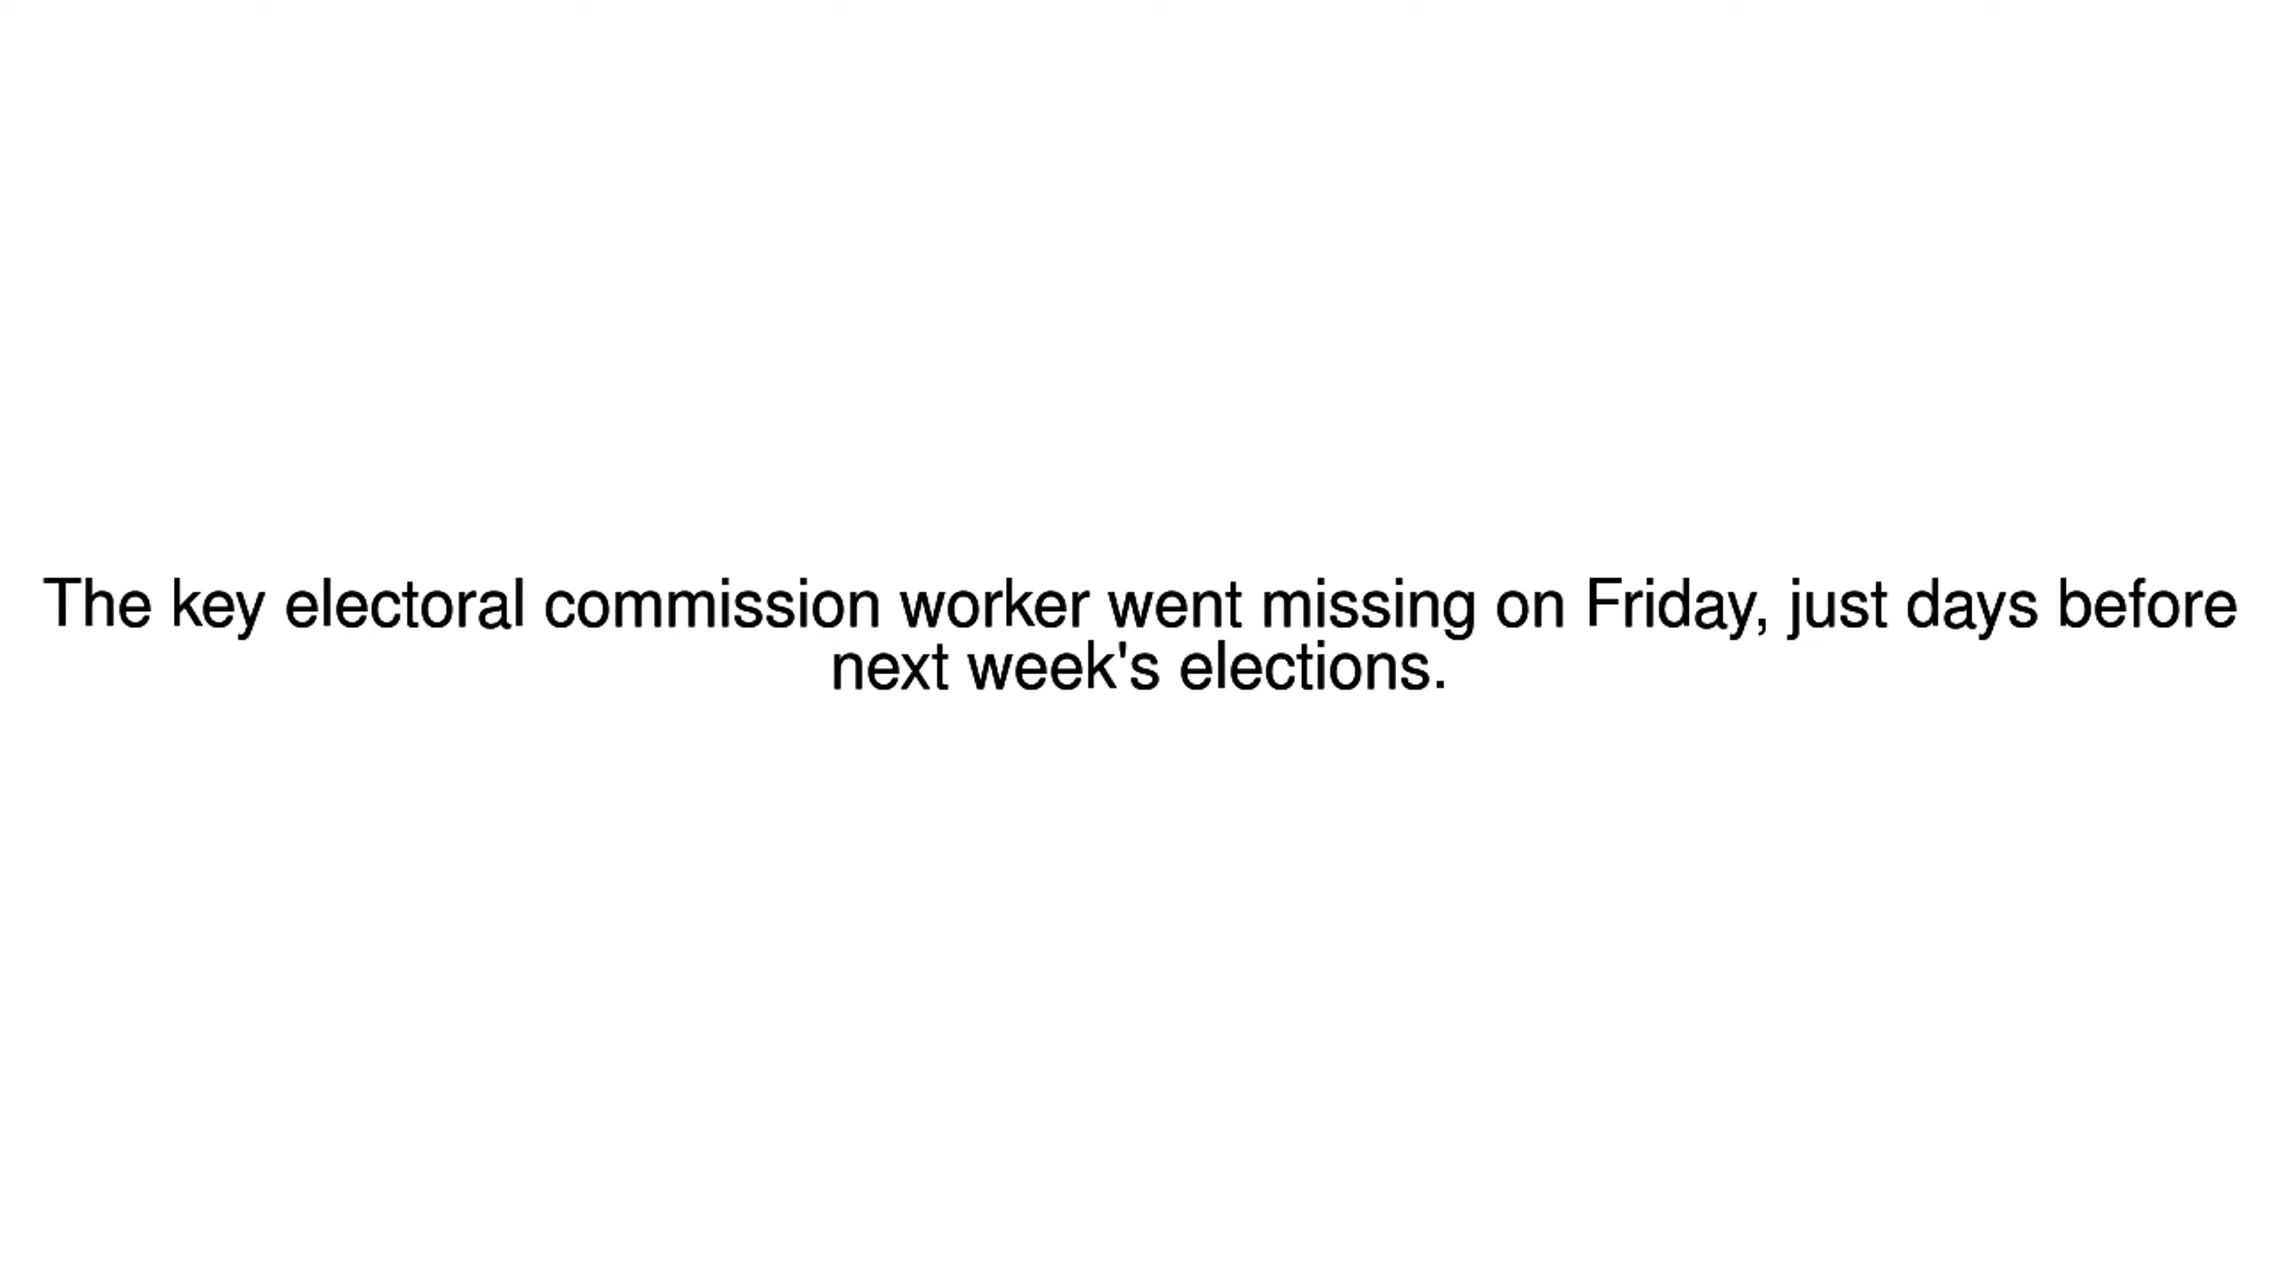 The key electoral commission worker went missing on Friday, just days before
next week's elections.